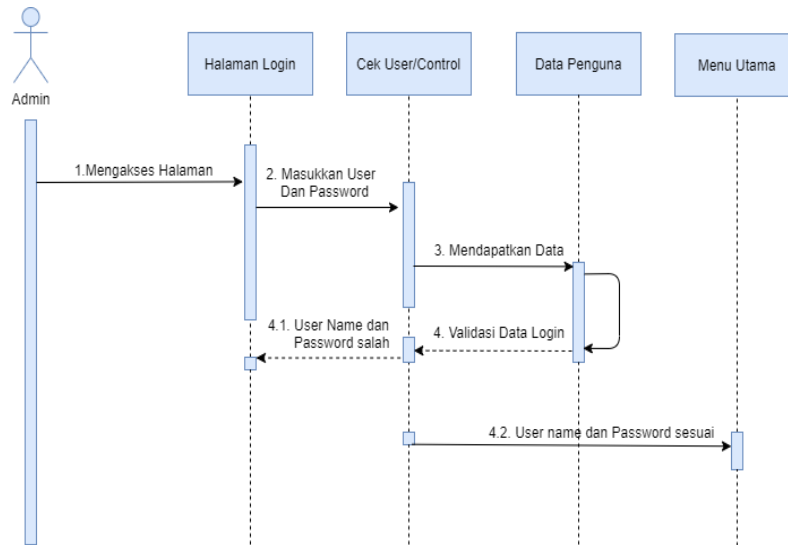 Admin
Halaman Login
Cek User/Control
Data Penguna
Menu Utama
1.Mengakses Halaman
2. Masukkan User
Dan Password
3. Mendapatkan Data
4. Validasi Data Login
4.1. User Name dan
Password salah
4.2. User name dan Password sesuai